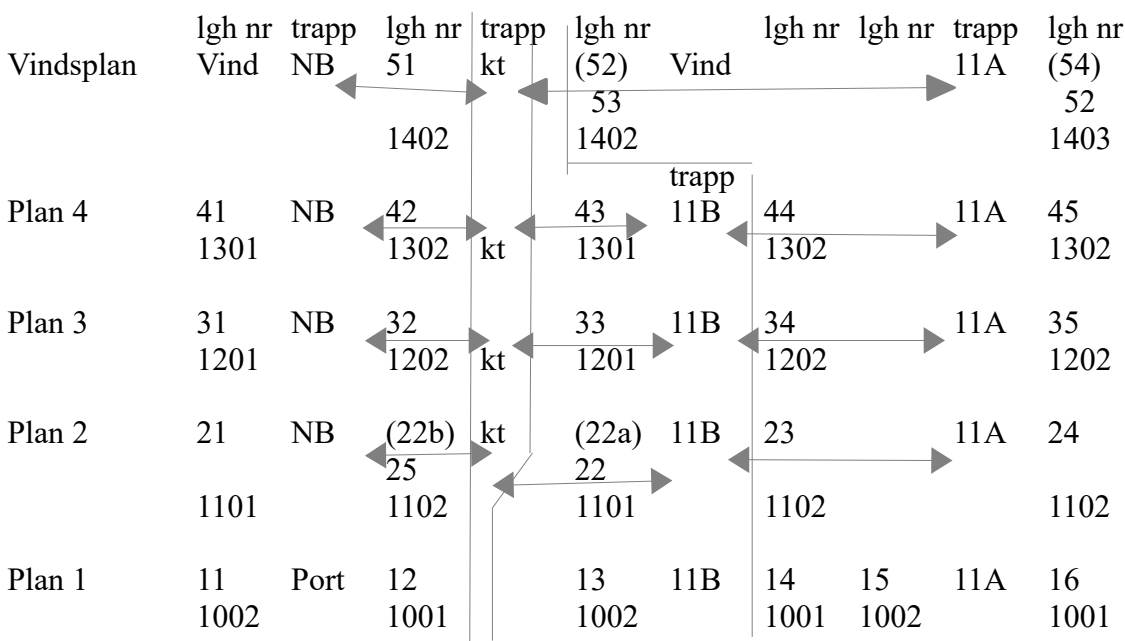 lgh nr trapp lgh nr trapp lgh nr lgh nr lgh nr trapp lgh nr
Vindsplan Vind NB 51 kt (52) Vind 11A (54)
53 52
1402 1402 1403
trapp
Plan 4 41 NB 42 43 11B 44 11A 45
1301 1302 kt 1301 1302 1302
Plan 3 31 NB 32 33 11B 34 11A 35
1201 1202 kt 1201 1202 1202
Plan 2 21 NB (22b) kt (22a) 11B 23 11A 24
25 22
1101 1102 1101 1102 1102
Plan 1 11 Port 12 13 11B 14 15 11A 16
1002 1001 1002 1001 1002 1001